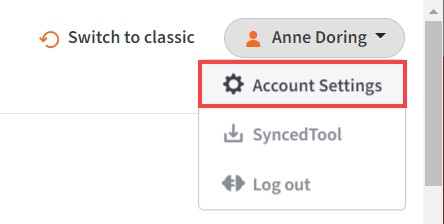 Switch to classic
Anne Doring
Account Settings
SyncedTool
Log out